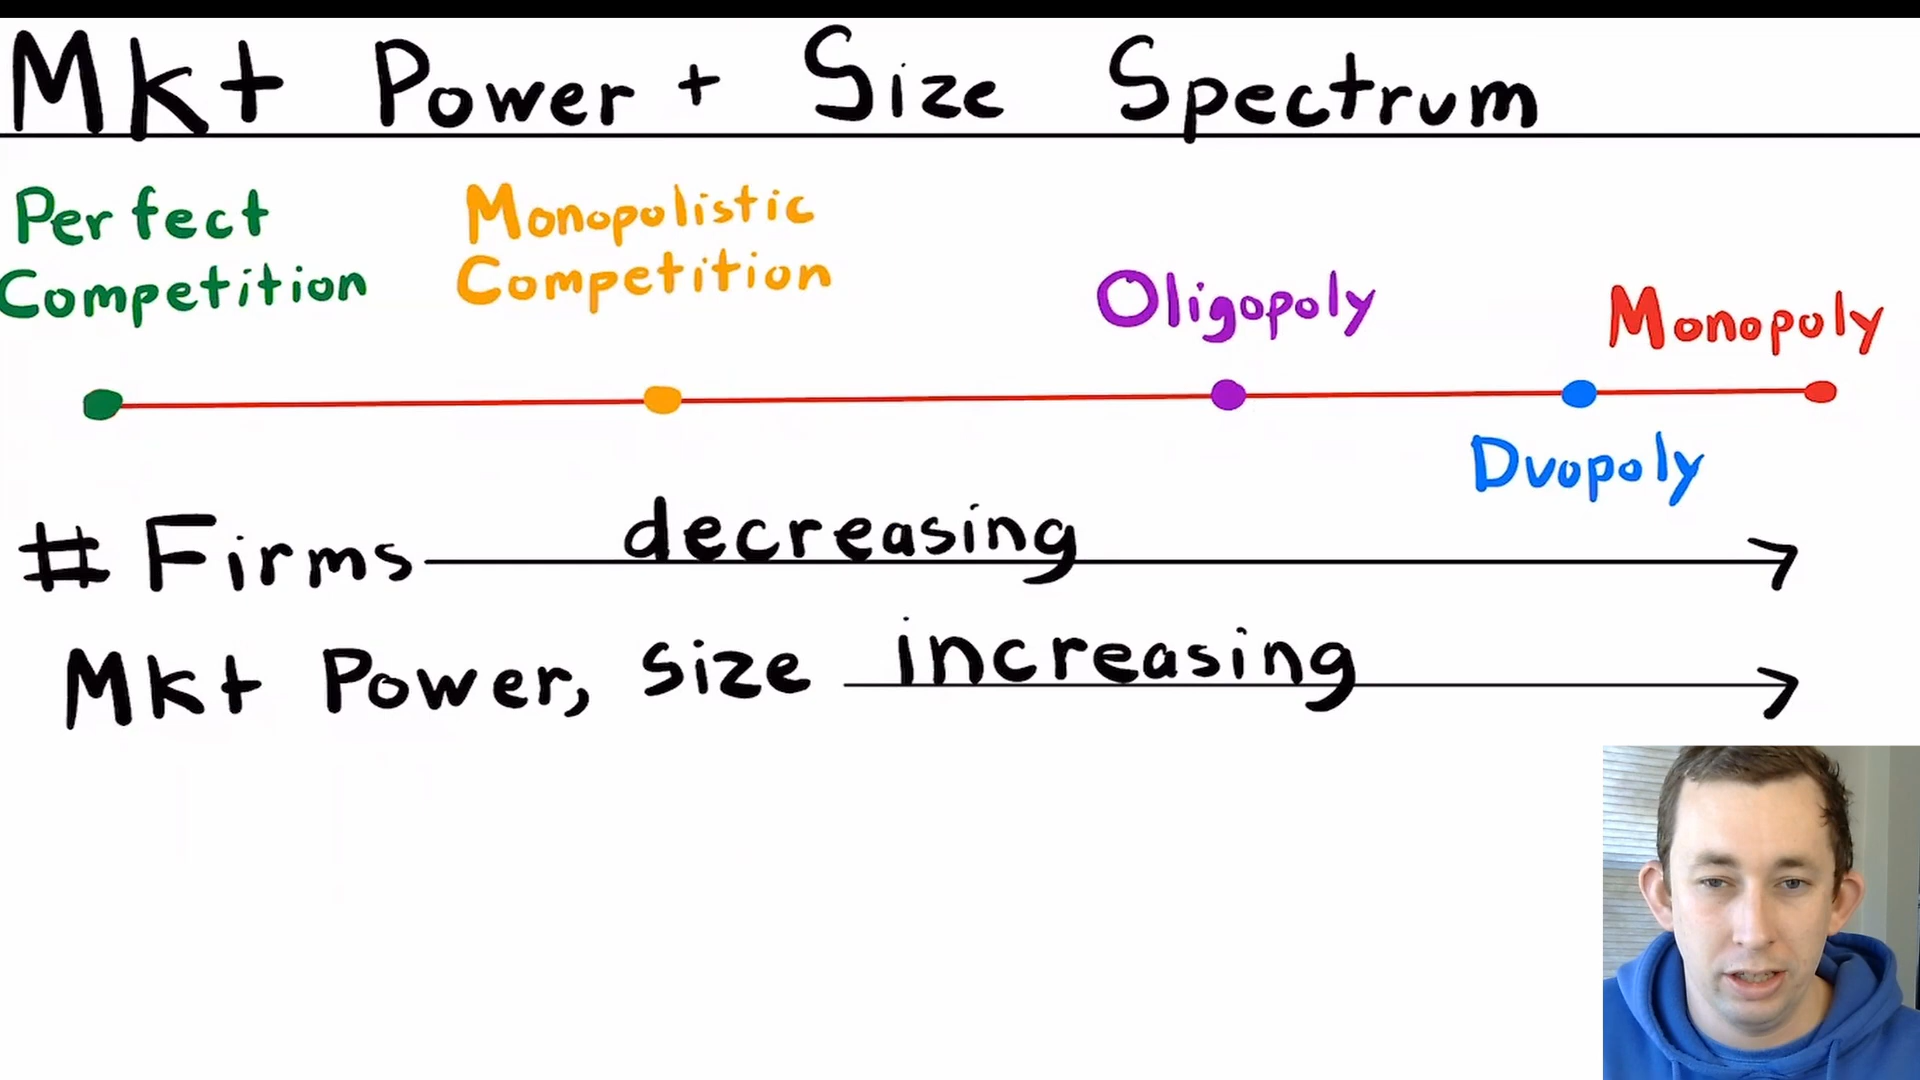 Mkt Power + Size Spectrum
Perfect
Competition
Monopolistic
Competition
Oligopoly
Monopoly
Duopoly
# Firms decreasing
Mkt Power, size increasing